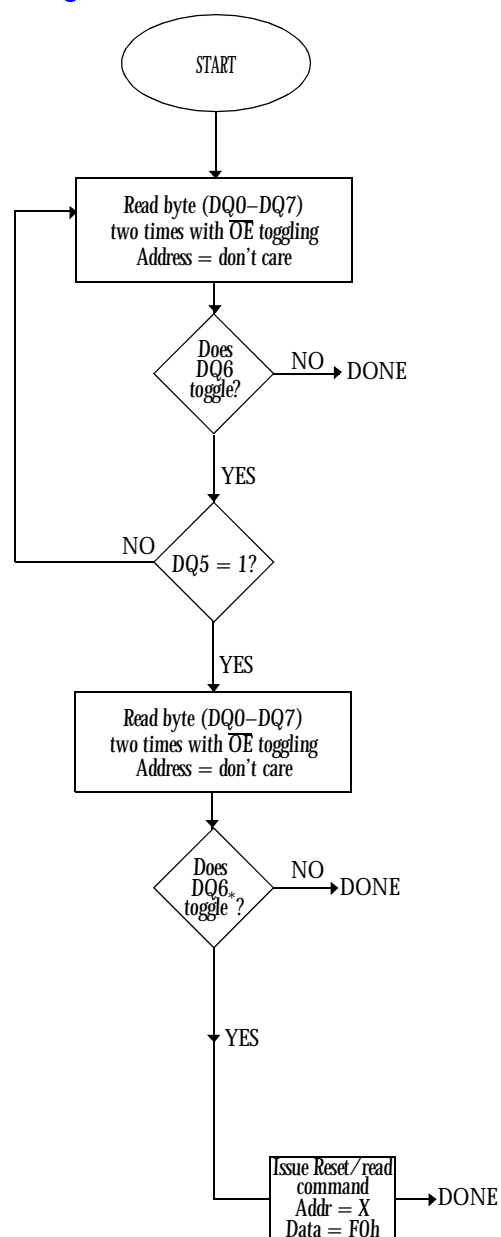 START
Read byte (DQ0–DQ7)
two times with OE toggling
Address = don't care
Does
DQ6
toggle?
NO
DONE
YES
NO
DQ5 = 1?
YES
Read byte (DQ0–DQ7)
two times with OE toggling
Address = don't care
Does
DQ6
toggle*?
NO
DONE
YES
Issue Reset/read
command
Addr = X
Data = F0h
DONE